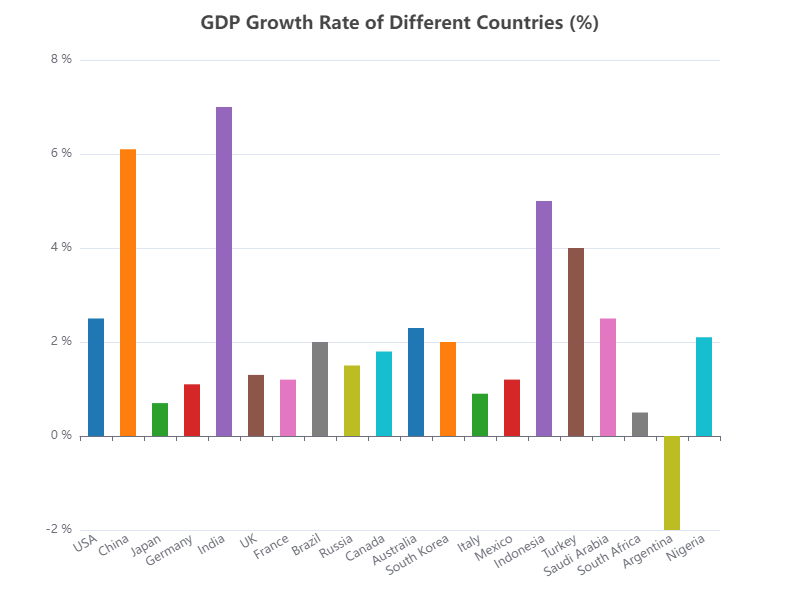 GDP Growth Rate of Different Countries (%)
8 %
6 %
4 %
2 %
0 %
-2 %
USA
China
Japan
Germany
India
UK
France
Brazil
Russia
Canada
Australia
South Korea
Italy
Mexico
Indonesia
Turkey
Saudi Arabia
South Africa
Argentina
Nigeria